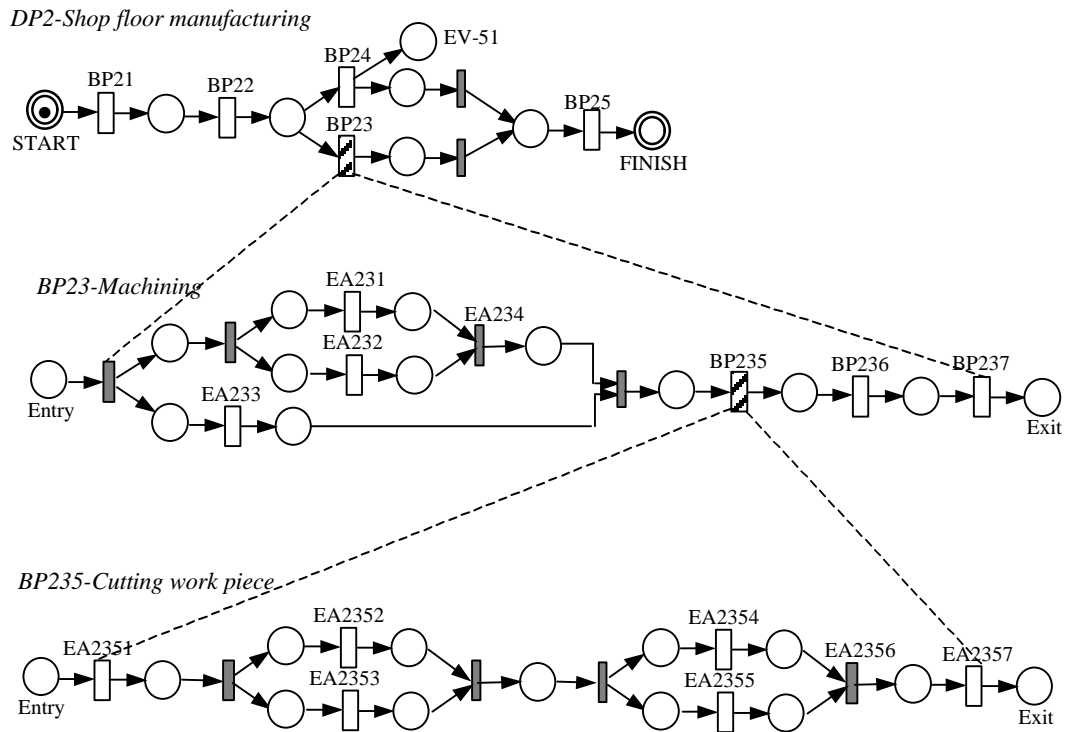 DP2-Shop floor manufacturing
EV-51
BP24
BP21
BP22
BP25
BP23
START
FINISH
BP23-Machining
EA231
EA234
EA232
BP235
BP236
BP237
EA233
Entry
Exit
BP235-Cutting work piece
EA2352
EA2354
EA2351
EA2356
EA2357
EA2353
EA2355
Entry
Exit